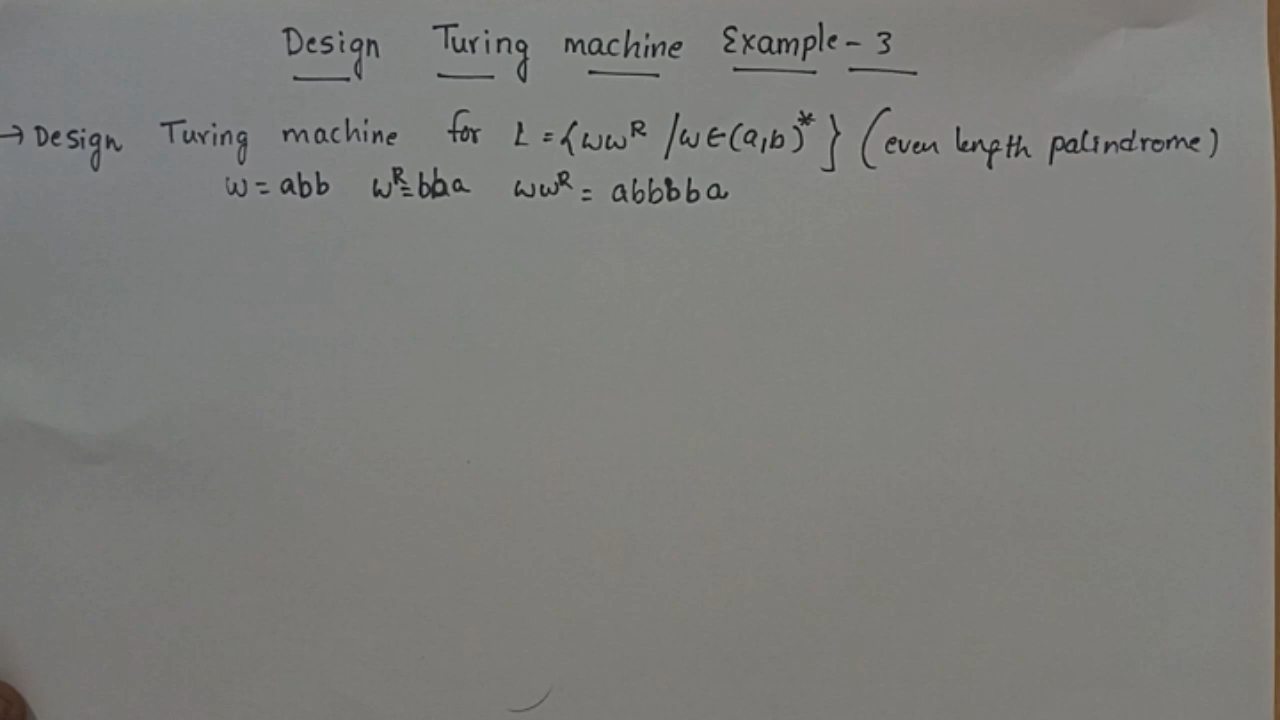 Design Turing machine Example - 3
→ Design Turing machine for L = {wwᴿ / w∈(a,b)*} (even length palindrome)
w = abb wᴿ = bba wwᴿ = abbbba